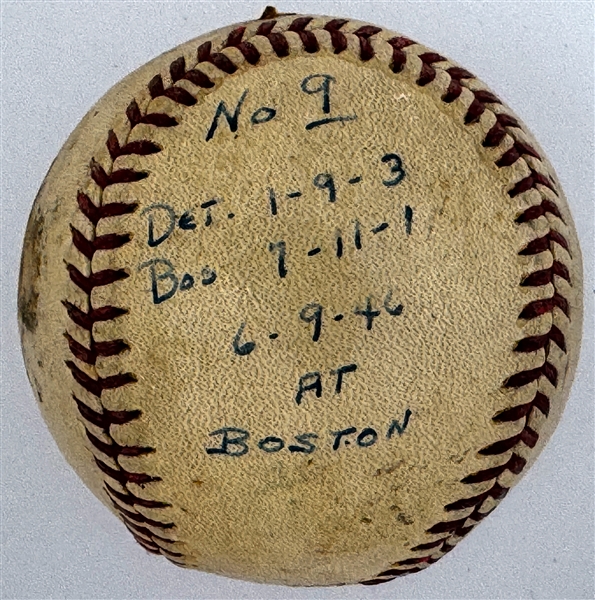 No 9
DET. 1-9-3
Bos 7-11-1
6-9-46
AT
BOSTON